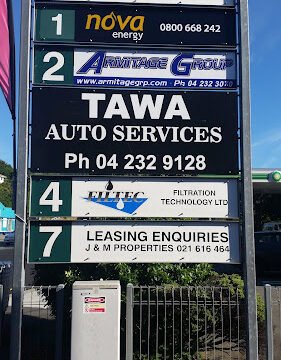 1 nova energy 0800 668 242
2 ARMITAGE GROUP
www.armitagegrp.com Ph 04 232 3030
TAWA
AUTO SERVICES
Ph 04 232 9128
4 FILTEC FILTRATION
TECHNOLOGY LTD
7 LEASING ENQUIRIES
J & M PROPERTIES 021 616 464